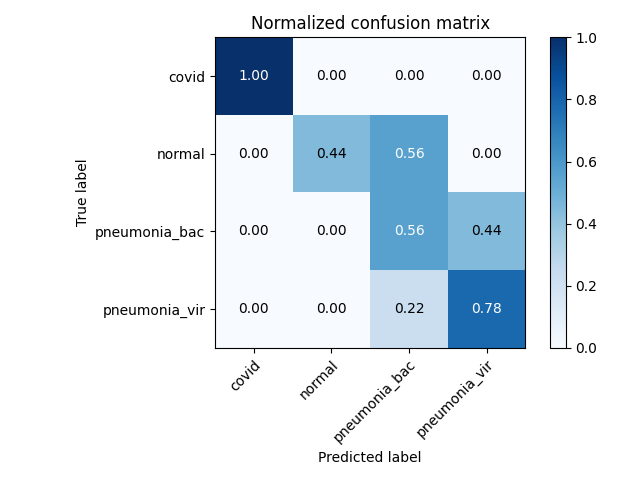 Normalized confusion matrix
covid 1.00 0.00 0.00 0.00
normal 0.00 0.44 0.56 0.00
pneumonia_bac 0.00 0.00 0.56 0.44
pneumonia_vir 0.00 0.00 0.22 0.78
covid normal pneumonia_bac pneumonia_vir
True label
Predicted label
1.0
0.8
0.6
0.4
0.2
0.0